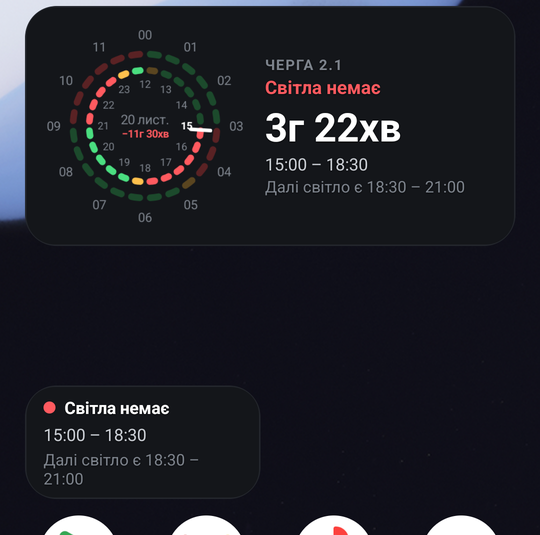 00
01
02
03
04
05
06
07
08
09
10
11
12
13
14
15
16
17
18
19
20
21
22
23
20 лист.
−11г 30хв
ЧЕРГА 2.1
Світла немає
3г 22хв
15:00 – 18:30
Далі світло є 18:30 – 21:00
Світла немає
15:00 – 18:30
Далі світло є 18:30 –
21:00